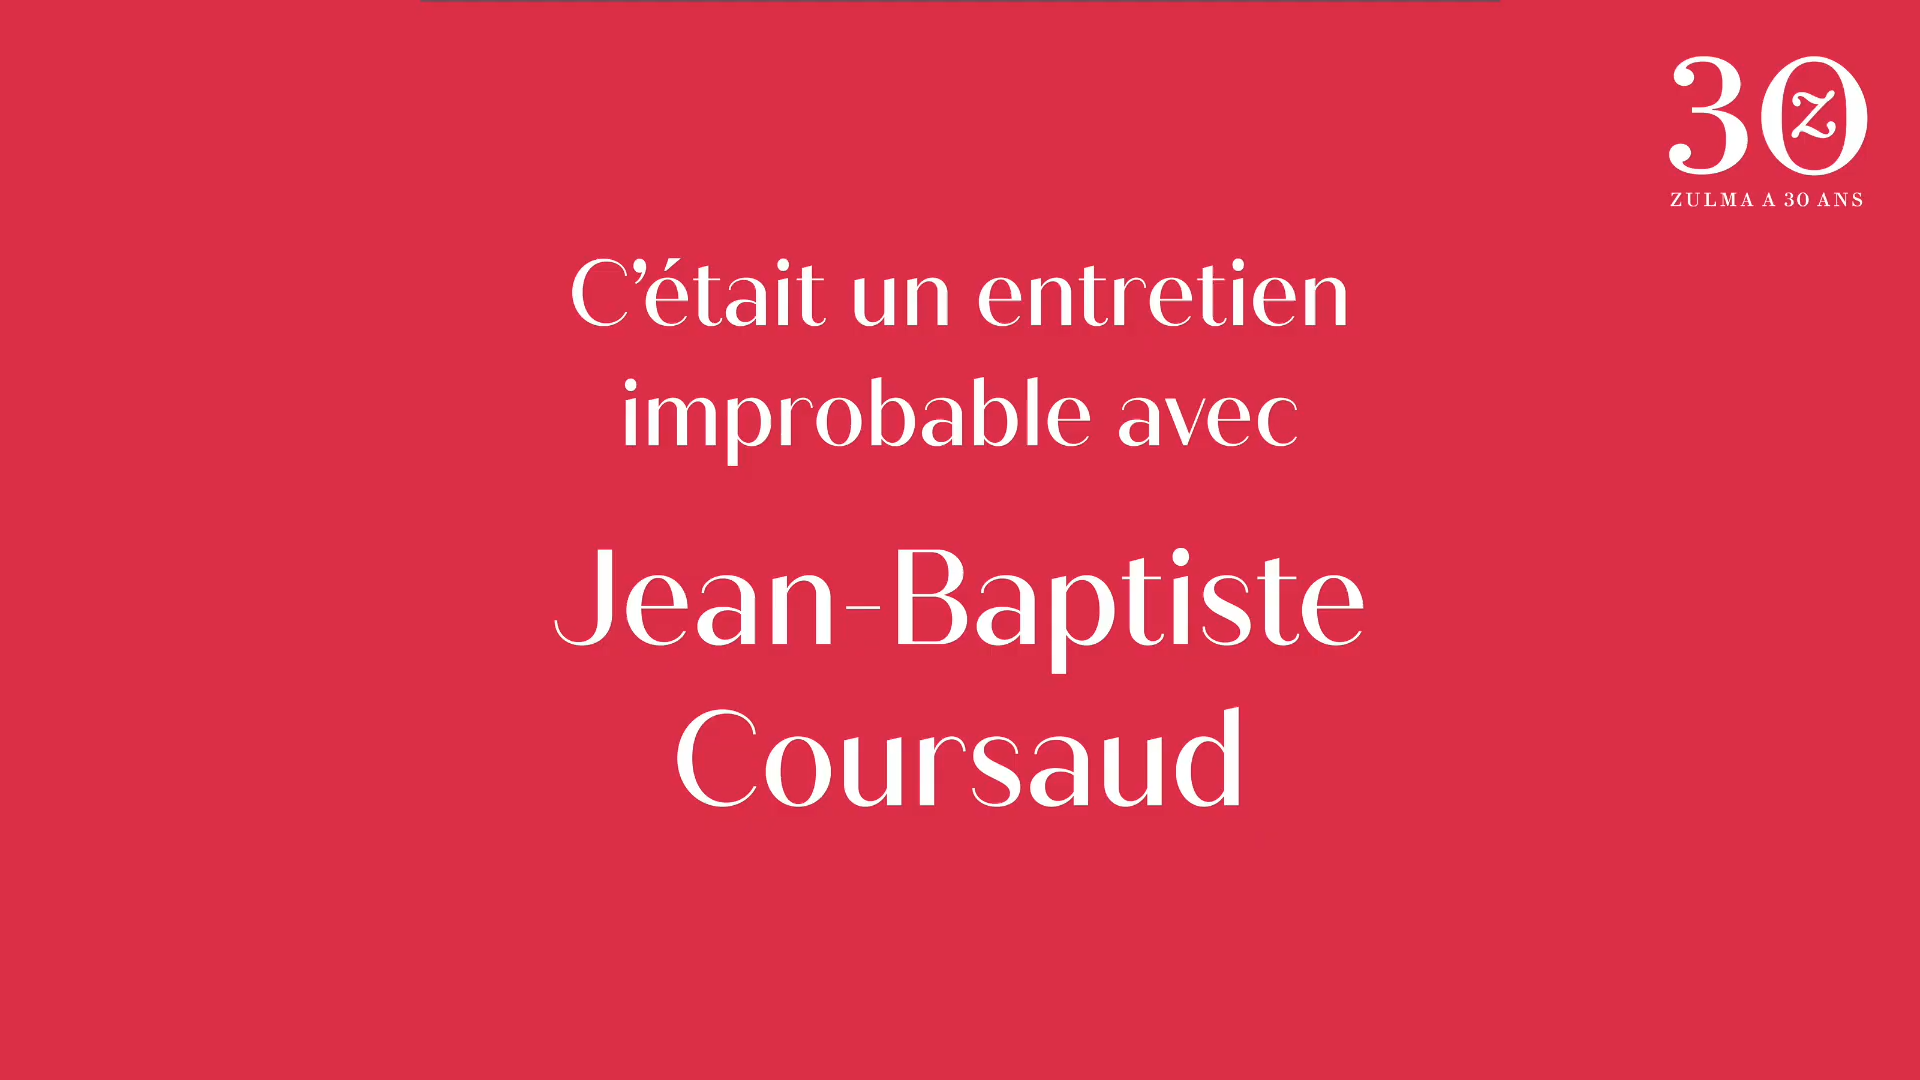 30
Z
ZULMA A 30 ANS
C’était un entretien
improbable avec
Jean-Baptiste
Coursaud